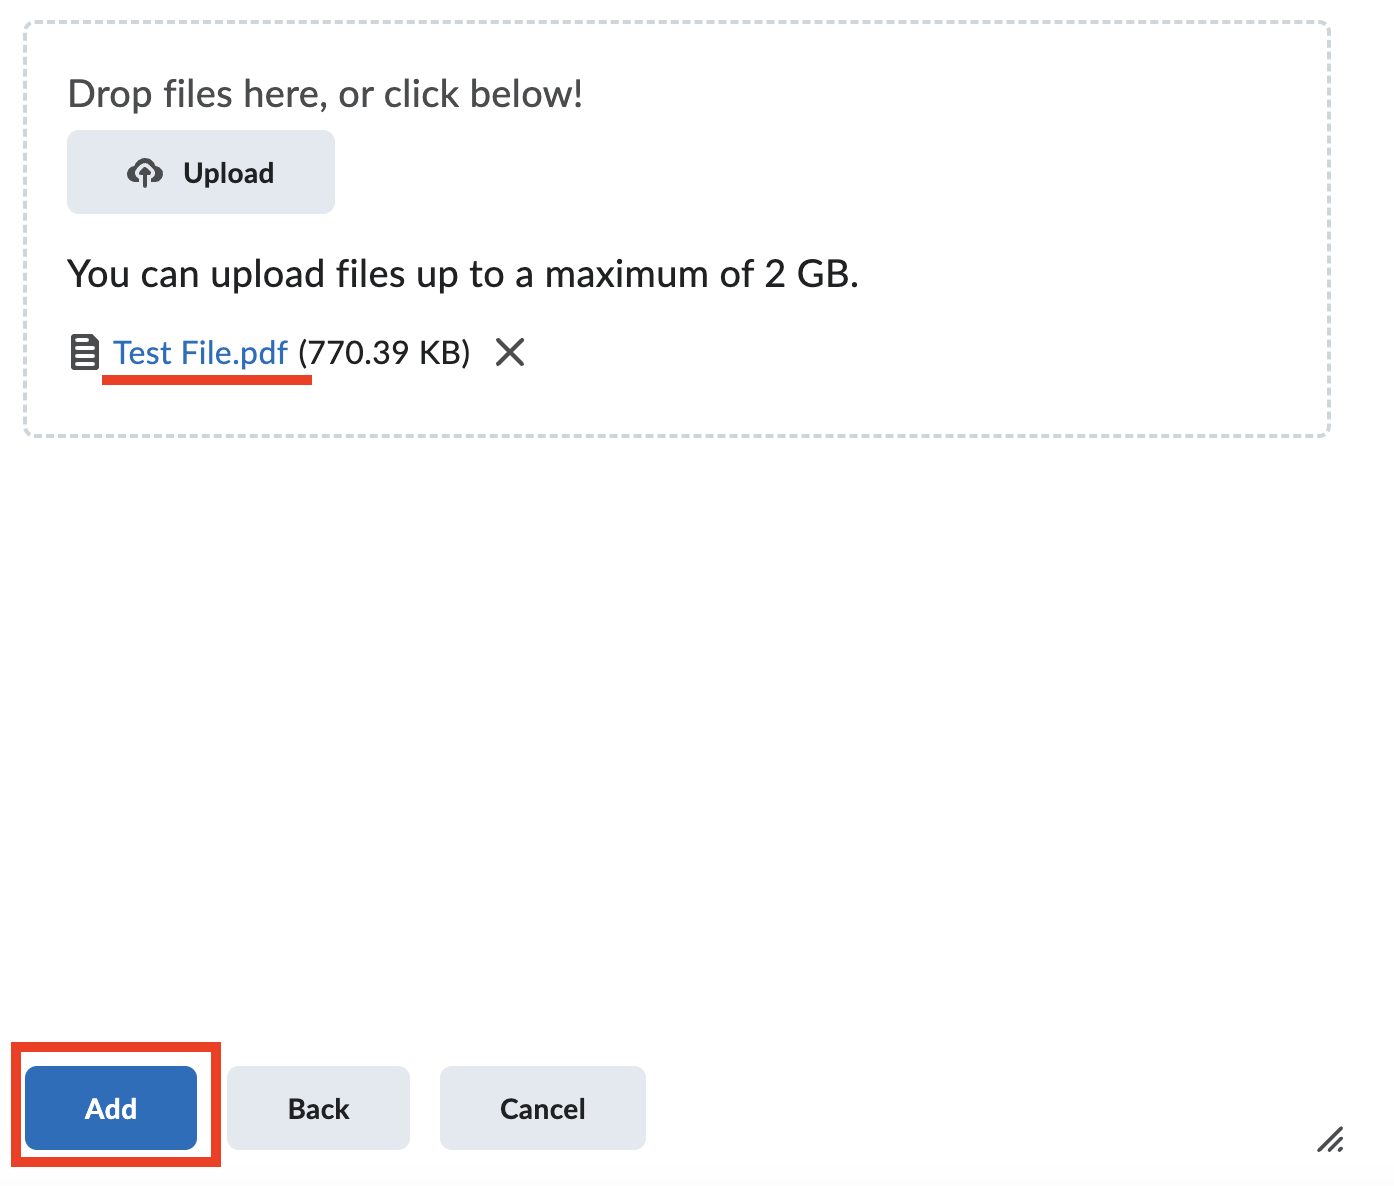 Drop files here, or click below!
Upload
You can upload files up to a maximum of 2 GB.
Test File.pdf (770.39 KB)
Add Back Cancel